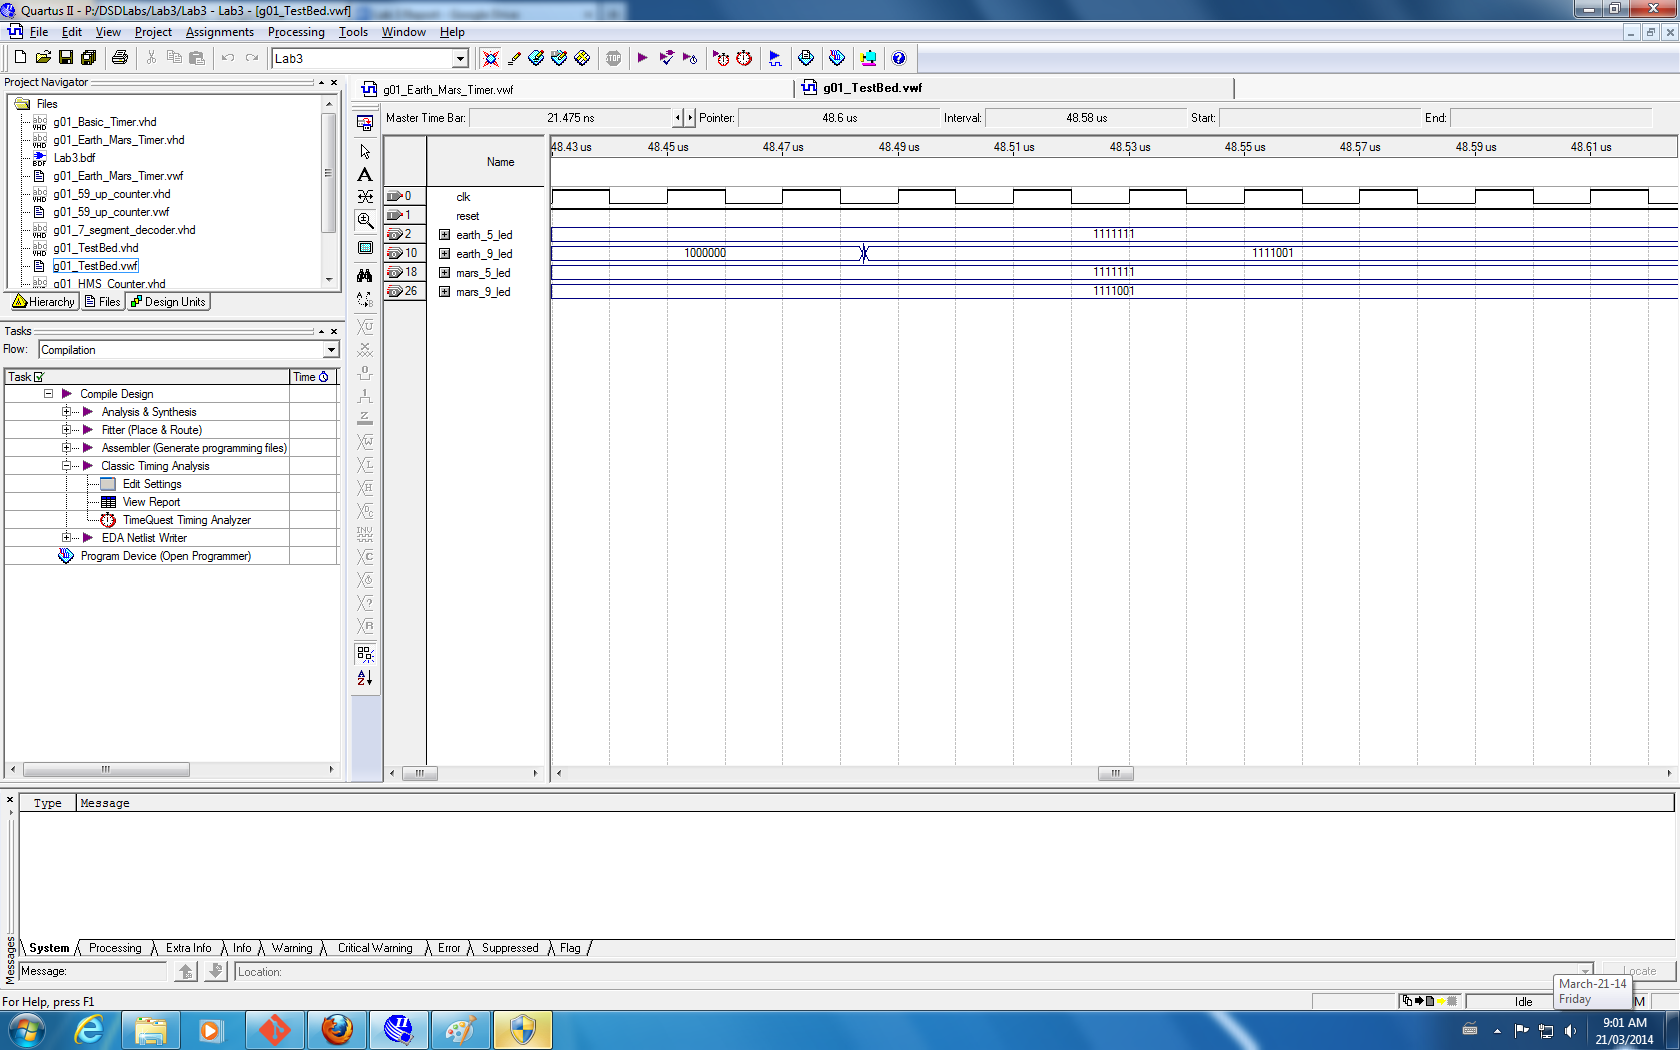 Quartus II - P:/DSDLabs/Lab3/Lab3 - Lab3 - [g01_TestBed.vwf]
File Edit View Project Assignments Processing Tools Window Help
Lab3
Project Navigator
Files
g01_Basic_Timer.vhd
g01_Earth_Mars_Timer.vhd
Lab3.bdf
g01_Earth_Mars_Timer.vwf
g01_59_up_counter.vhd
g01_59_up_counter.vwf
g01_7_segment_decoder.vhd
g01_TestBed.vhd
g01_TestBed.vwf
g01_HMS_Counter.vhd
Hierarchy Files Design Units
Tasks
Flow: Compilation
Task Time
Compile Design
Analysis & Synthesis
Fitter (Place & Route)
Assembler (Generate programming files)
Classic Timing Analysis
Edit Settings
View Report
TimeQuest Timing Analyzer
EDA Netlist Writer
Program Device (Open Programmer)
g01_Earth_Mars_Timer.vwf g01_TestBed.vwf
Master Time Bar: 21.475 ns Pointer: 48.6 us Interval: 48.58 us Start: End:
Name
48.43 us 48.45 us 48.47 us 48.49 us 48.51 us 48.53 us 48.55 us 48.57 us 48.59 us 48.61 us
0 clk
1 reset
2 earth_5_led 1111111
10 earth_9_led 1000000 1111001
18 mars_5_led 1111111
26 mars_9_led 1111001
Type Message
Messages
System Processing Extra Info Info Warning Critical Warning Error Suppressed Flag
Message: Location: Locate
For Help, press F1
Idle
March-21-14
Friday
M
9:01 AM
21/03/2014